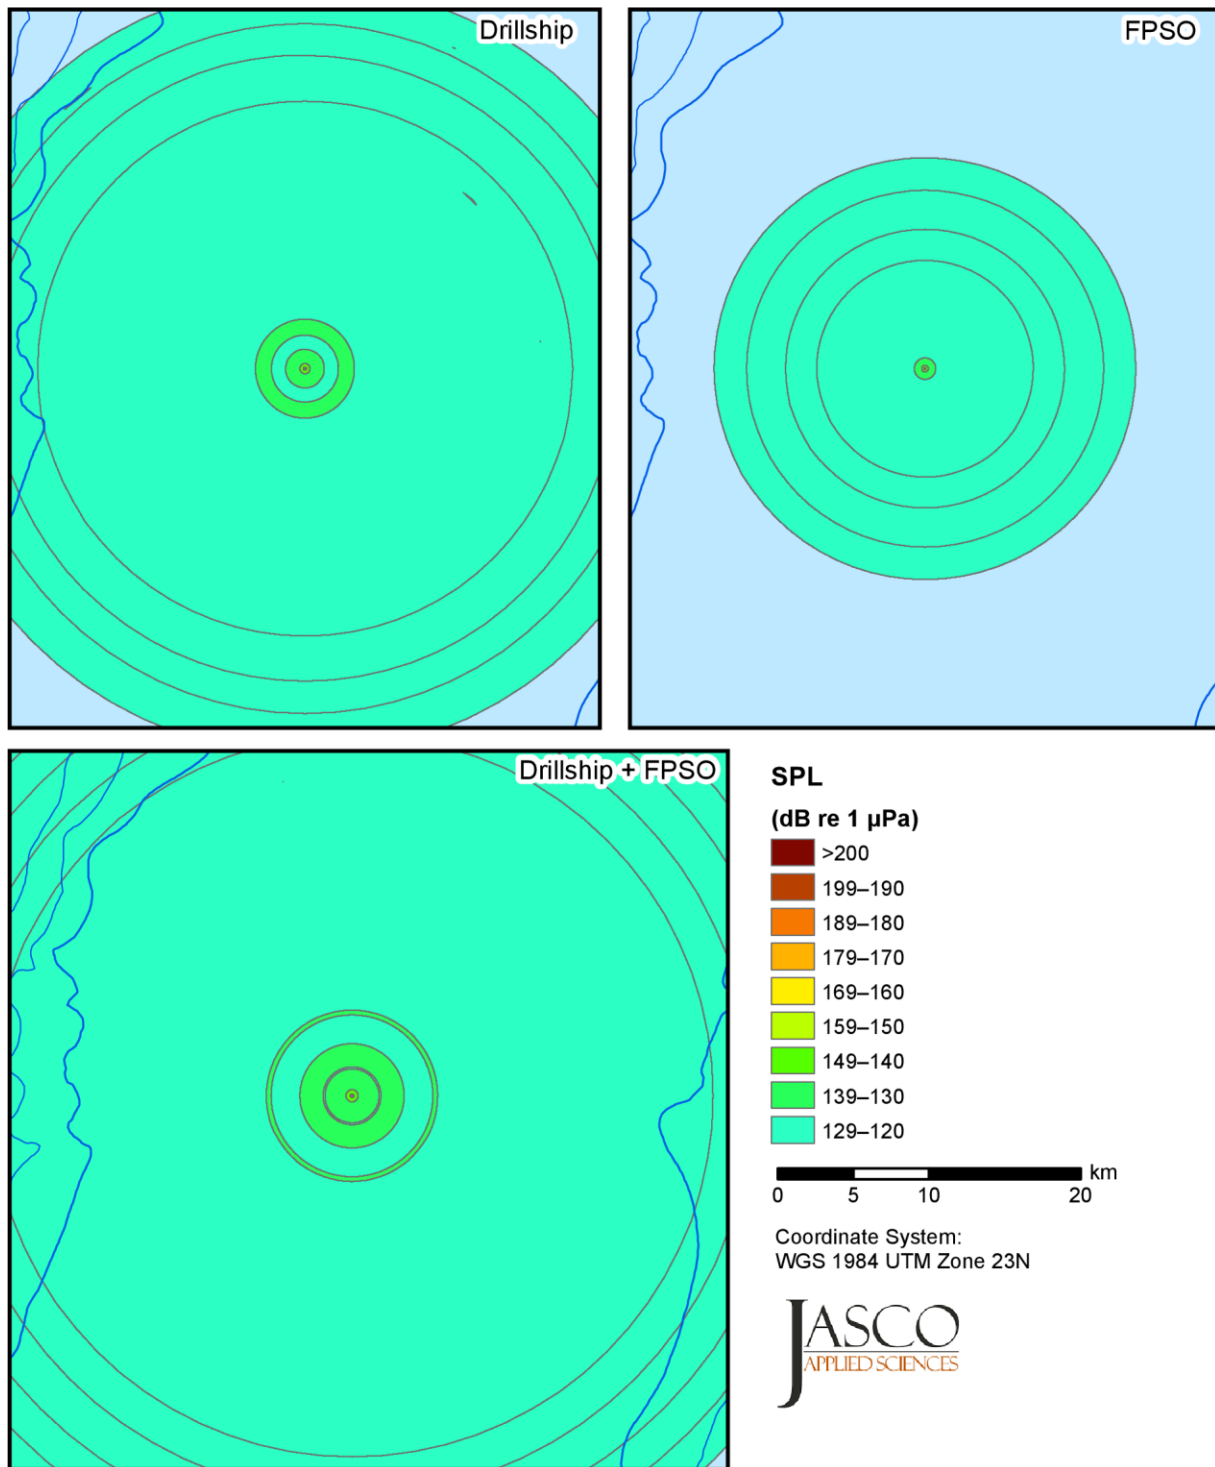 Drillship
FPSO
Drillship + FPSO
SPL
(dB re 1 µPa)
>200
199–190
189–180
179–170
169–160
159–150
149–140
139–130
129–120
km
0 5 10 20
Coordinate System:
WGS 1984 UTM Zone 23N
JASCO
APPLIED SCIENCES